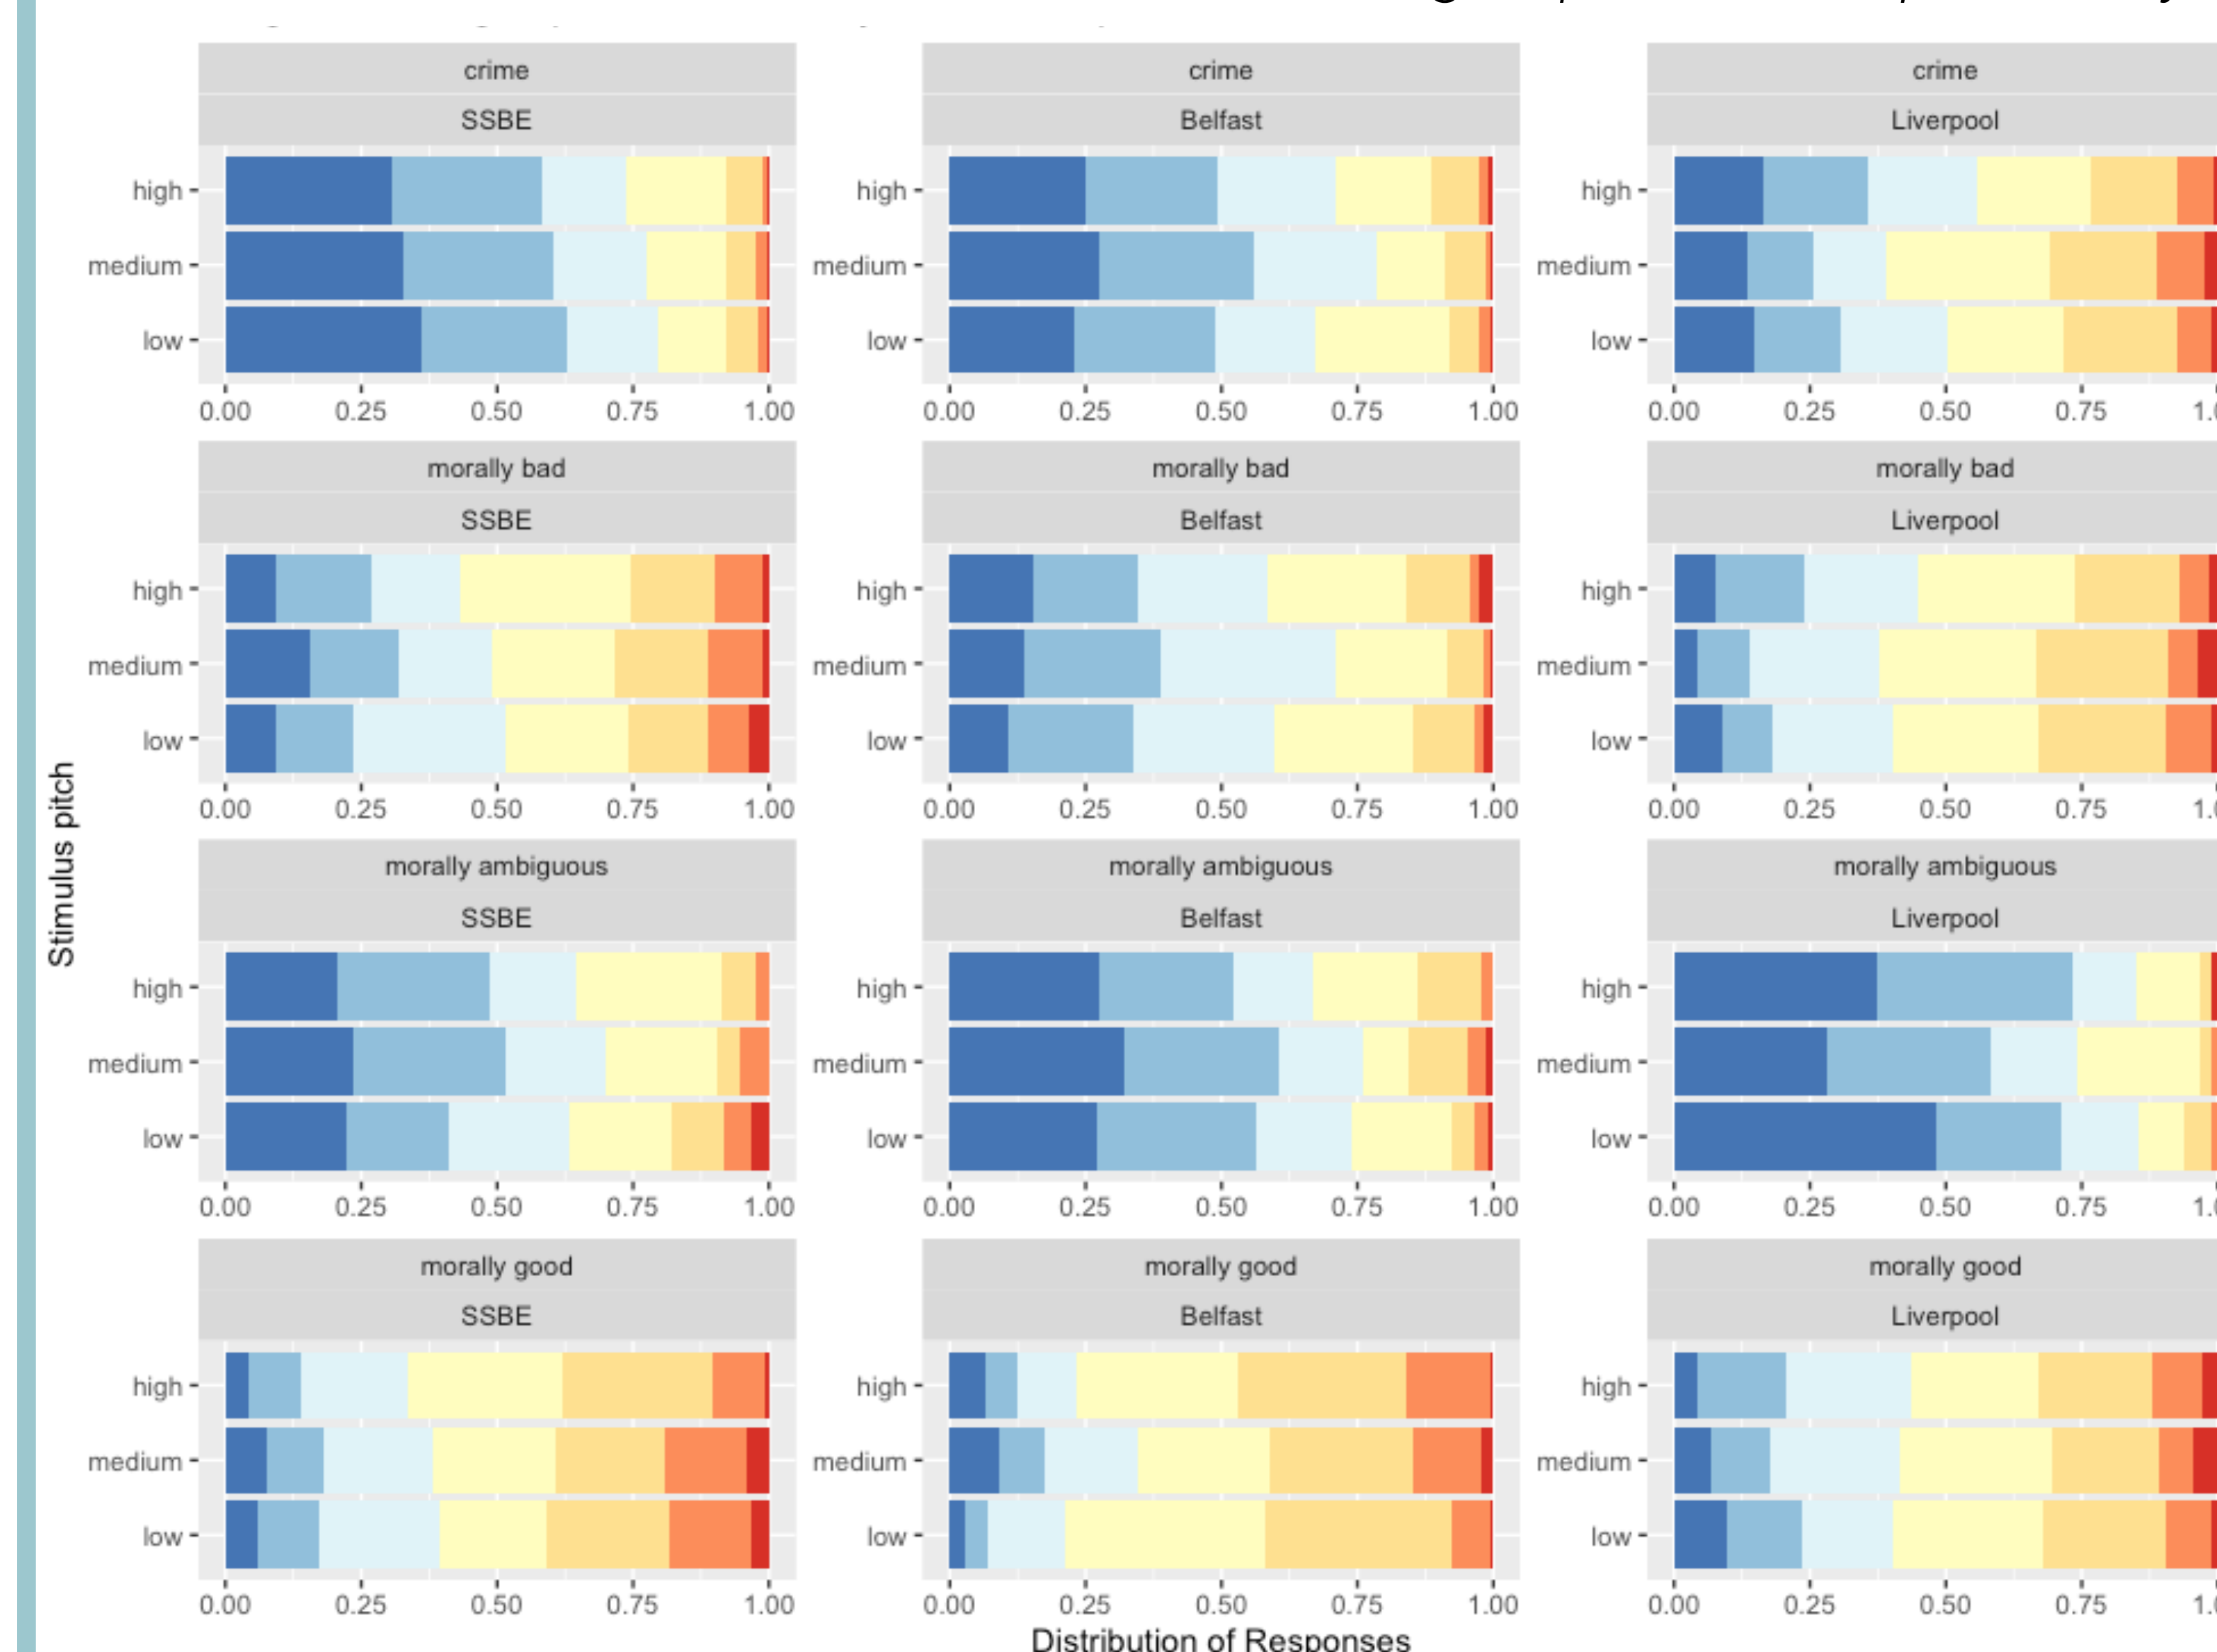 crime crime crime
SSBE Belfast Liverpool
high high high
medium medium medium
low low low
0.00 0.25 0.50 0.75 1.00 0.00 0.25 0.50 0.75 1.00 0.00 0.25 0.50 0.75
morally bad morally bad morally bad
SSBE Belfast Liverpool
high high high
medium medium medium
low low low
0.00 0.25 0.50 0.75 1.00 0.00 0.25 0.50 0.75 1.00 0.00 0.25 0.50 0.75
Stimulus pitch
morally ambiguous morally ambiguous morally ambiguous
SSBE Belfast Liverpool
high high high
medium medium medium
low low low
0.00 0.25 0.50 0.75 1.00 0.00 0.25 0.50 0.75 1.00 0.00 0.25 0.50 0.75
morally good morally good morally good
SSBE Belfast Liverpool
high high high
medium medium medium
low low low
0.00 0.25 0.50 0.75 1.00 0.00 0.25 0.50 0.75 1.00 0.00 0.25 0.50 0.75
Distribution of Responses